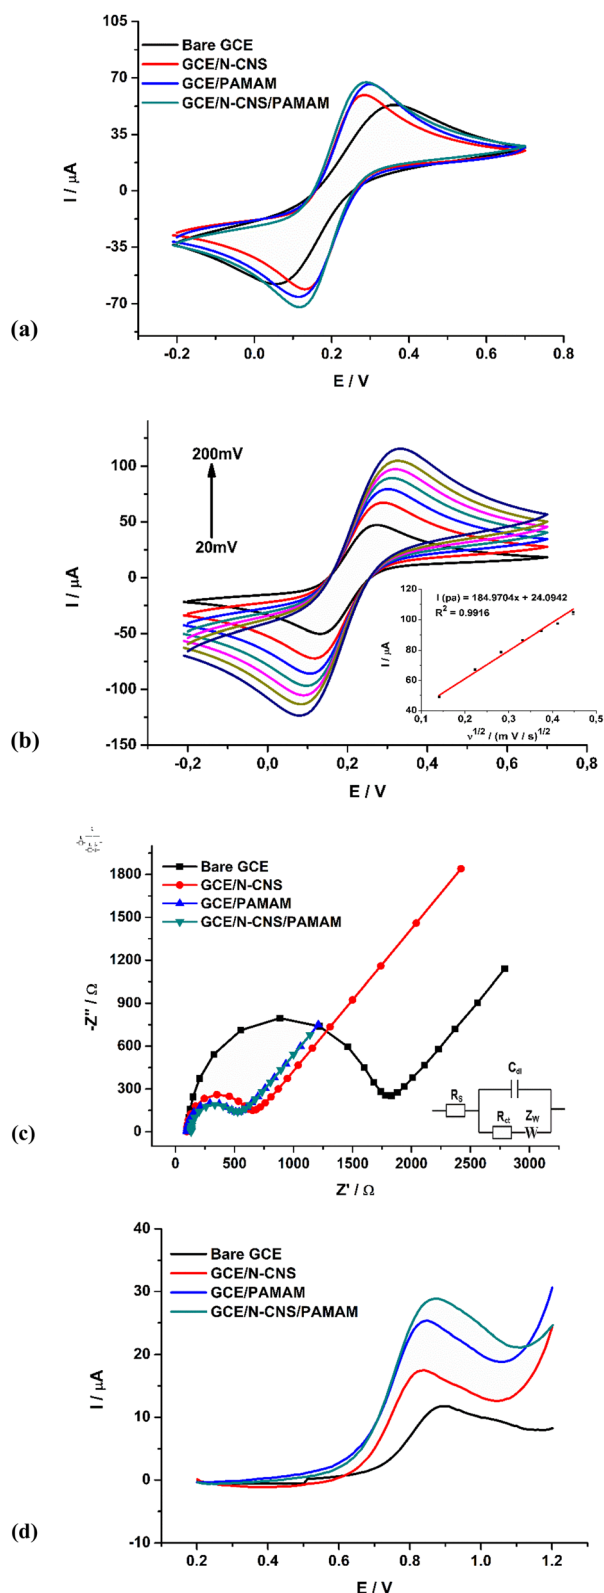 105
70
35
0
-35
-70
I / µA
Bare GCE
GCE/N-CNS
GCE/PAMAM
GCE/N-CNS/PAMAM
(a)
-0.2 0.0 0.2 0.4 0.6 0.8
E / V
100
50
0
-50
-100
-150
I / µA
200mV
20mV
I (pa) = 184.9704x + 24.0942
R² = 0.9916
100
80
60
40
I / µA
0,1 0,2 0,3 0,4 0,5
ν^1/2 / (mV / s)^1/2
(b)
-0,2 0,0 0,2 0,4 0,6 0,8
E / V
1800
1500
1200
900
600
300
0
-Z'' / Ω
Bare GCE
GCE/N-CNS
GCE/PAMAM
GCE/N-CNS/PAMAM
Cdl
RS
Rct
ZW
W
(c)
0 500 1000 1500 2000 2500 3000
Z' / Ω
40
30
20
10
0
-10
I / µA
Bare GCE
GCE/N-CNS
GCE/PAMAM
GCE/N-CNS/PAMAM
(d)
0.2 0.4 0.6 0.8 1.0 1.2
E / V